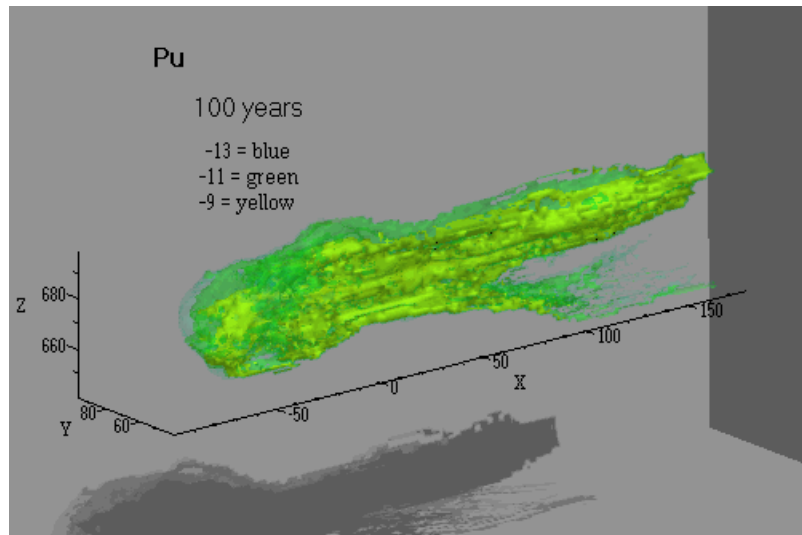 Pu
100 years
-13 = blue
-11 = green
-9 = yellow
Z
680
660
Y
80
60
-50
0
50
100
150
X